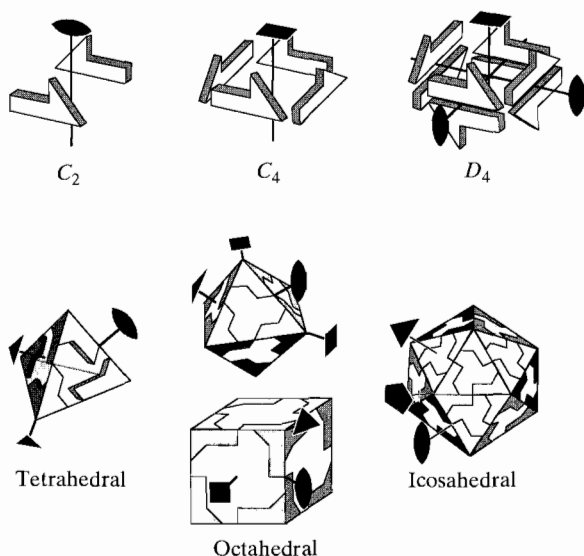 C₂
C₄
D₄
Tetrahedral
Icosahedral
Octahedral